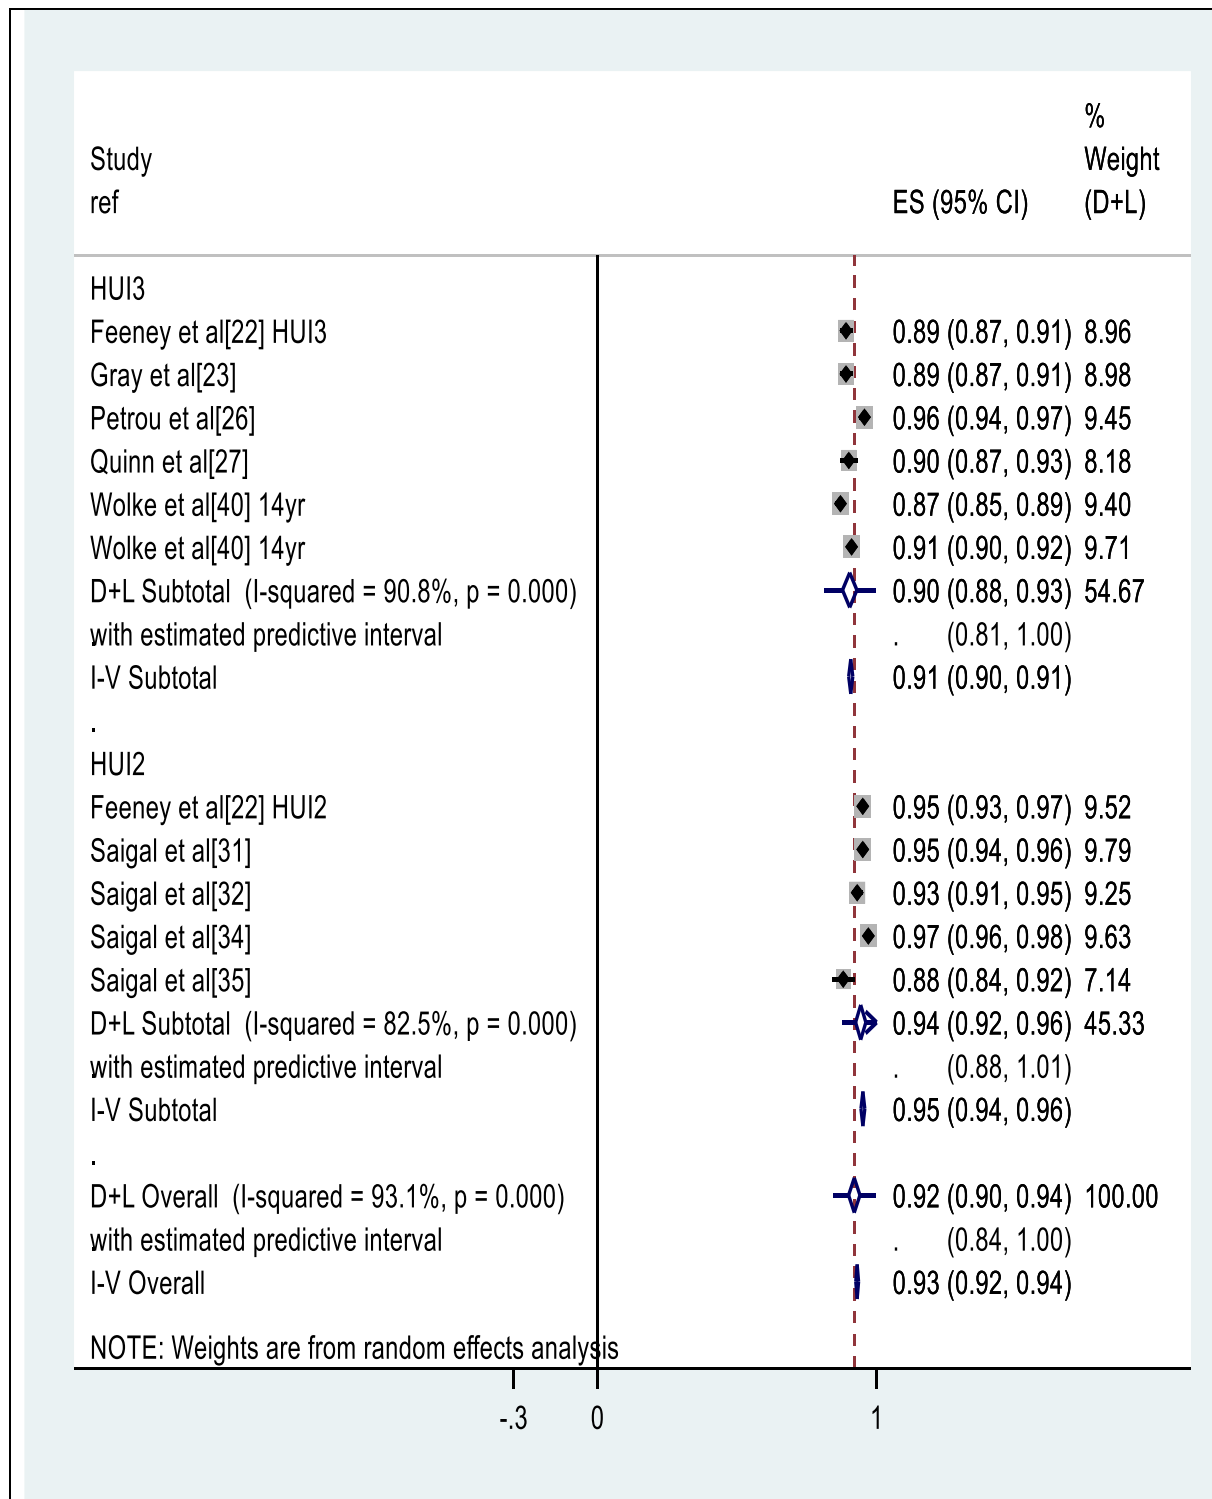 %
Study Weight
ref ES (95% CI) (D+L)
HUI3
Feeney et al[22] HUI3 0.89 (0.87, 0.91) 8.96
Gray et al[23] 0.89 (0.87, 0.91) 8.98
Petrou et al[26] 0.96 (0.94, 0.97) 9.45
Quinn et al[27] 0.90 (0.87, 0.93) 8.18
Wolke et al[40] 14yr 0.87 (0.85, 0.89) 9.40
Wolke et al[40] 14yr 0.91 (0.90, 0.92) 9.71
D+L Subtotal (I-squared = 90.8%, p = 0.000) 0.90 (0.88, 0.93) 54.67
with estimated predictive interval . (0.81, 1.00)
I-V Subtotal 0.91 (0.90, 0.91)
.
HUI2
Feeney et al[22] HUI2 0.95 (0.93, 0.97) 9.52
Saigal et al[31] 0.95 (0.94, 0.96) 9.79
Saigal et al[32] 0.93 (0.91, 0.95) 9.25
Saigal et al[34] 0.97 (0.96, 0.98) 9.63
Saigal et al[35] 0.88 (0.84, 0.92) 7.14
D+L Subtotal (I-squared = 82.5%, p = 0.000) 0.94 (0.92, 0.96) 45.33
with estimated predictive interval . (0.88, 1.01)
I-V Subtotal 0.95 (0.94, 0.96)
.
D+L Overall (I-squared = 93.1%, p = 0.000) 0.92 (0.90, 0.94) 100.00
with estimated predictive interval . (0.84, 1.00)
I-V Overall 0.93 (0.92, 0.94)
NOTE: Weights are from random effects analysis
-.3 0 1